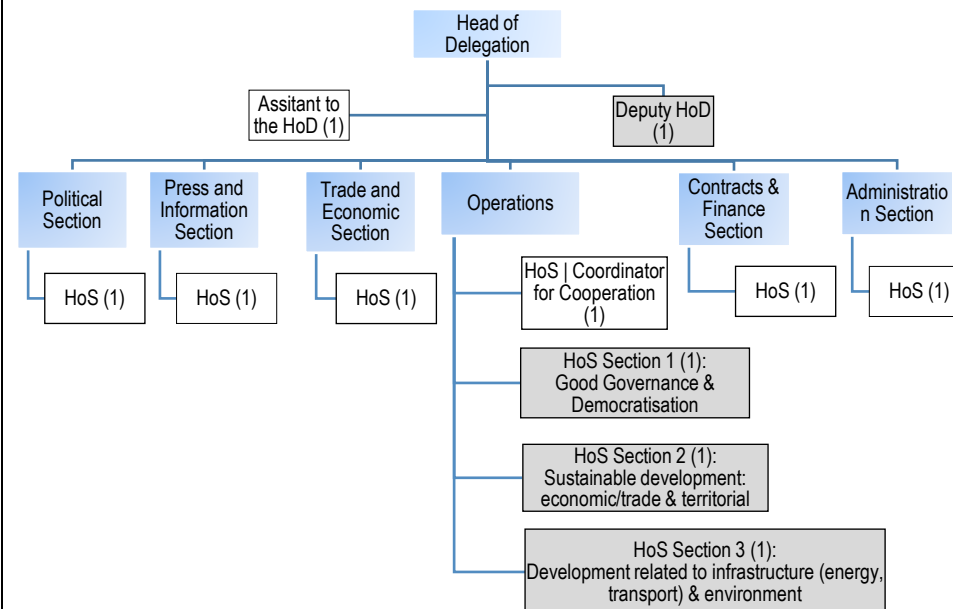 Head of
Delegation
Assitant to
the HoD (1)
Deputy HoD
(1)
Political
Section
Press and
Information
Section
Trade and
Economic
Section
Operations
Contracts &
Finance
Section
Administratio
n Section
HoS (1)
HoS (1)
HoS (1)
HoS | Coordinator
for Cooperation
(1)
HoS (1)
HoS (1)
HoS Section 1 (1):
Good Governance &
Democratisation
HoS Section 2 (1):
Sustainable development:
economic/trade & territorial
HoS Section 3 (1):
Development related to infrastructure (energy,
transport) & environment